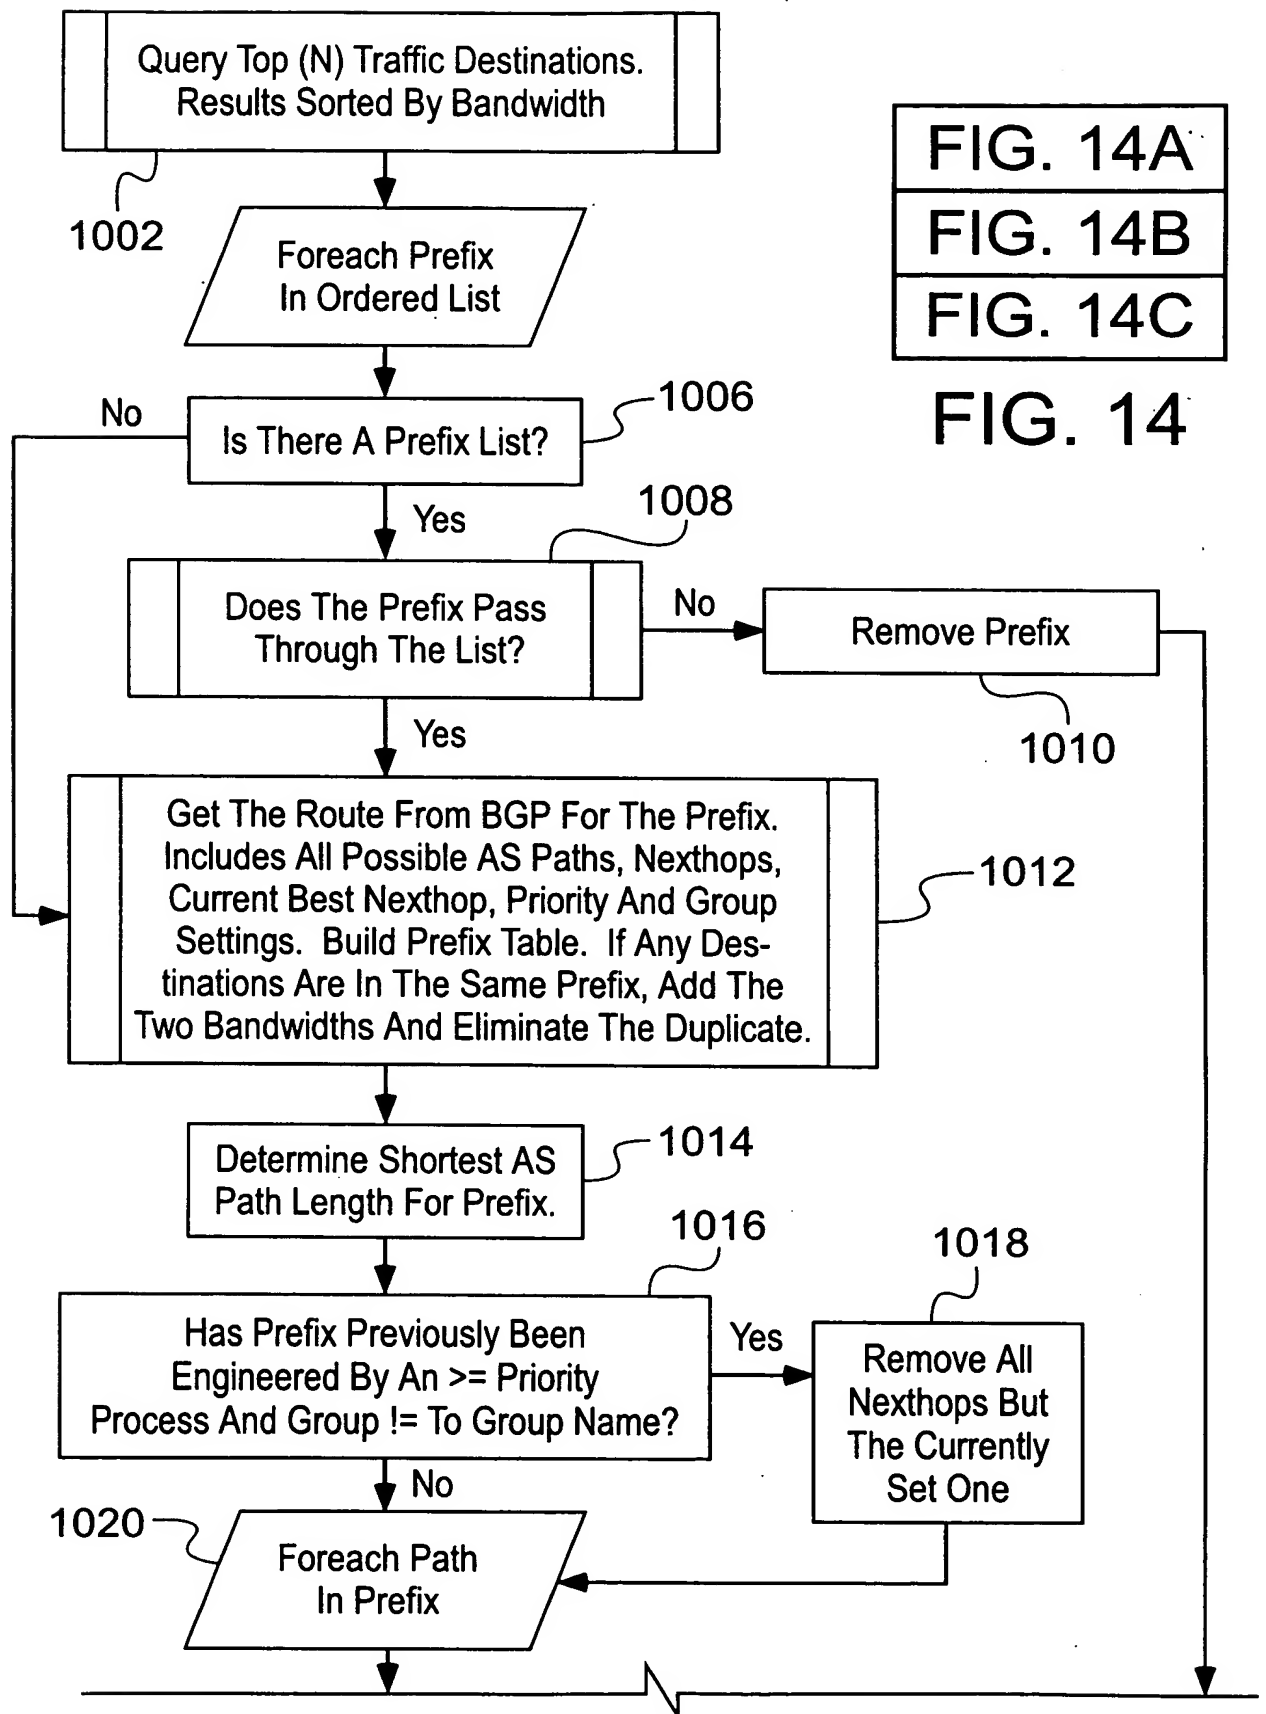 Query Top (N) Traffic Destinations.
Results Sorted By Bandwidth
1002
FIG. 14A
FIG. 14B
FIG. 14C
FIG. 14
Foreach Prefix
In Ordered List
No
Is There A Prefix List?
1006
Yes
1008
Does The Prefix Pass
Through The List?
No
Remove Prefix
1010
Yes
Get The Route From BGP For The Prefix.
Includes All Possible AS Paths, Nexthops,
Current Best Nexthop, Priority And Group
Settings. Build Prefix Table. If Any Des-
tinations Are In The Same Prefix, Add The
Two Bandwidths And Eliminate The Duplicate.
1012
Determine Shortest AS
Path Length For Prefix.
1014
1016
Has Prefix Previously Been
Engineered By An >= Priority
Process And Group != To Group Name?
Yes
1018
Remove All
Nexthops But
The Currently
Set One
No
1020
Foreach Path
In Prefix